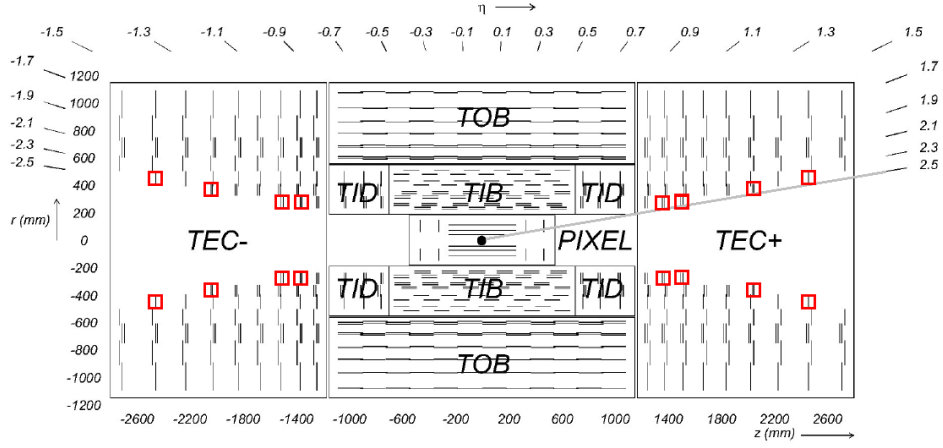 η
-1.5 -1.3 -1.1 -0.9 -0.7 -0.5 -0.3 -0.1 0.1 0.3 0.5 0.7 0.9 1.1 1.3 1.5
-1.7 1.7
-1.9 1.9
-2.1 2.1
-2.3 2.3
-2.5 2.5
1200
1000
800
600
400
200
0
-200
-400
-600
-800
-1000
-1200
r (mm)
TOB
TID TIB TID
TEC- PIXEL TEC+
TID TIB TID
TOB
-2600 -2200 -1800 -1400 -1000 -600 -200 200 600 1000 1400 1800 2200 2600
z (mm)